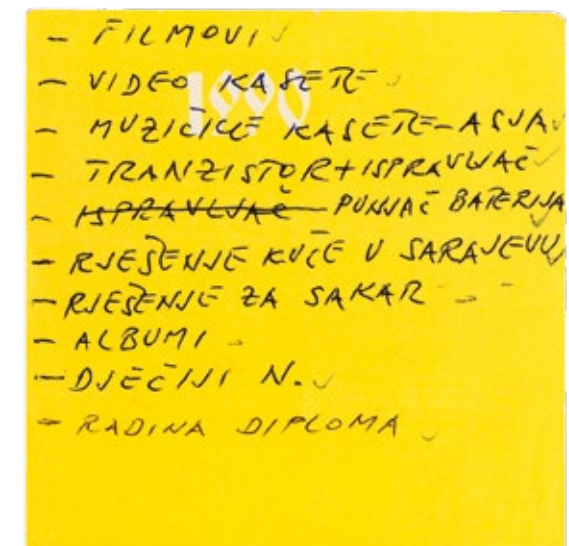 - FILMOVI
- VIDEO KASETE
1990
- MUZIČKE KASETE - ASJA
- TRANZISTOR + ISPRAVLJAČ
- ISPRAVLJAČ PUNJAČ BATERIJA
- RJEŠENJE KUĆE U SARAJEVU
- RJEŠENJE ZA SAKAR
- ALBUMI
- DJEČIJI N.
- RADINA DIPLOMA